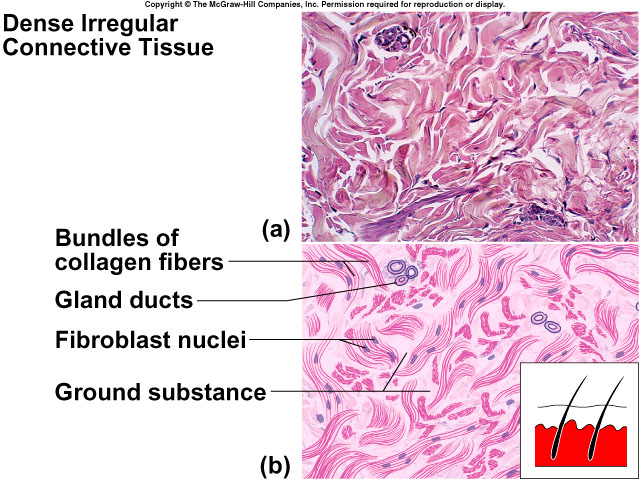 Copyright © The McGraw-Hill Companies, Inc. Permission required for reproduction or display.
Dense Irregular
Connective Tissue
(a)
Bundles of
collagen fibers
Gland ducts
Fibroblast nuclei
Ground substance
(b)